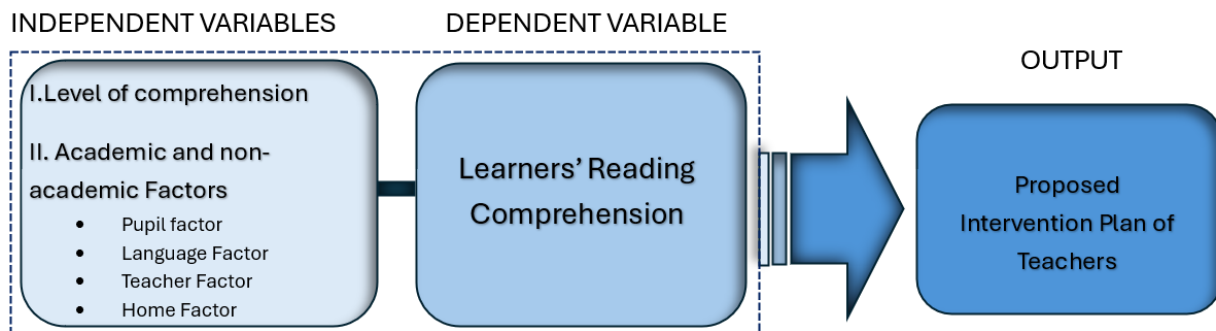 INDEPENDENT VARIABLES
DEPENDENT VARIABLE
OUTPUT
I.Level of comprehension
II. Academic and non-
academic Factors
• Pupil factor
• Language Factor
• Teacher Factor
• Home Factor
Learners’ Reading
Comprehension
Proposed
Intervention Plan of
Teachers